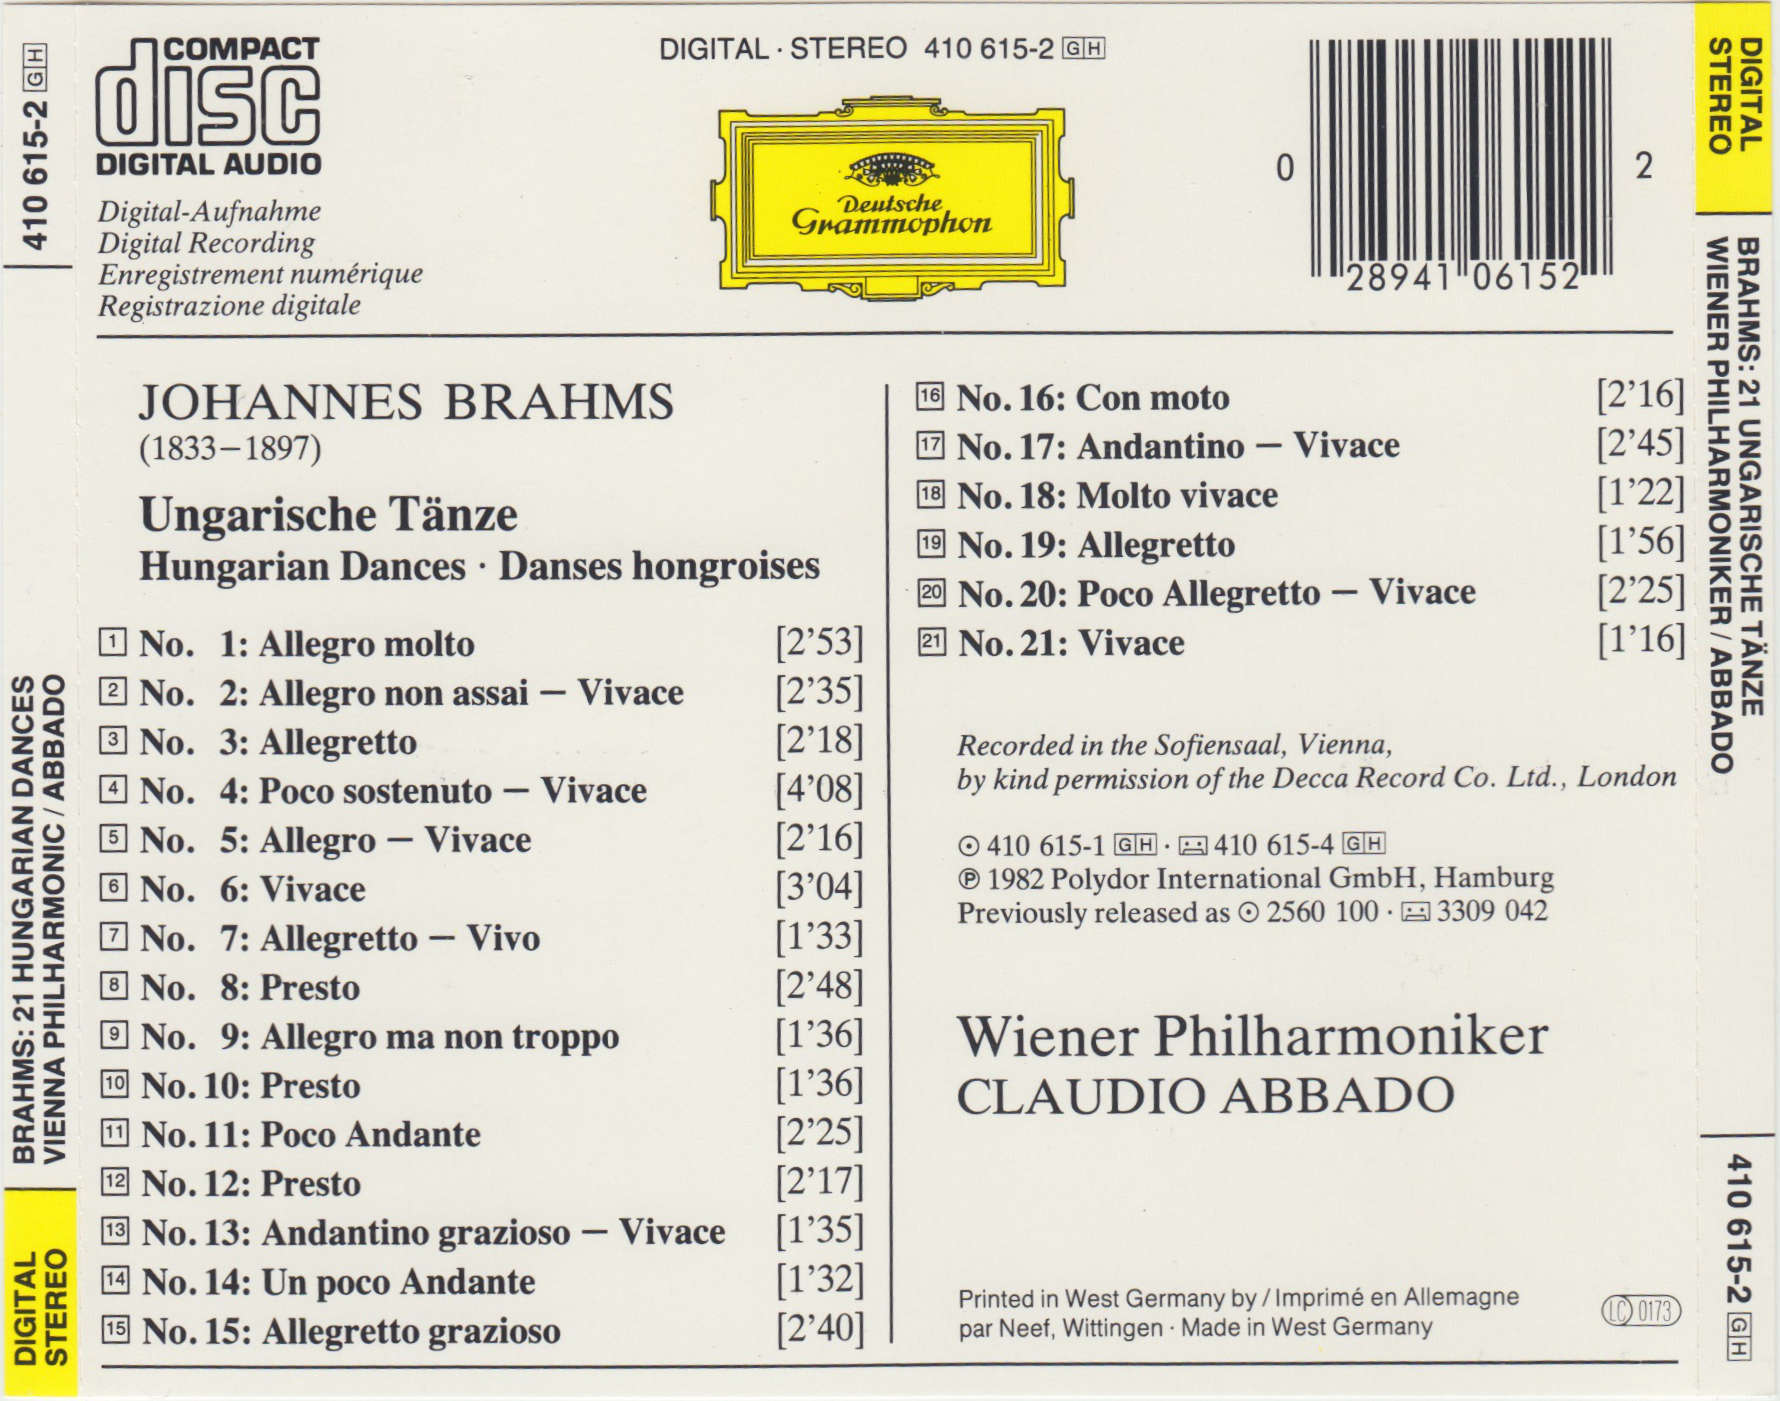 410 615-2 GH
BRAHMS: 21 HUNGARIAN DANCES
VIENNA PHILHARMONIC / ABBADO
DIGITAL
STEREO
COMPACT
disc
DIGITAL AUDIO
Digital-Aufnahme
Digital Recording
Enregistrement numérique
Registrazione digitale
DIGITAL · STEREO 410 615-2 GH
Deutsche
Grammophon
0 28941 06152 2
JOHANNES BRAHMS
(1833–1897)
Ungarische Tänze
Hungarian Dances · Danses hongroises
1 No. 1: Allegro molto [2’53]
2 No. 2: Allegro non assai – Vivace [2’35]
3 No. 3: Allegretto [2’18]
4 No. 4: Poco sostenuto – Vivace [4’08]
5 No. 5: Allegro – Vivace [2’16]
6 No. 6: Vivace [3’04]
7 No. 7: Allegretto – Vivo [1’33]
8 No. 8: Presto [2’48]
9 No. 9: Allegro ma non troppo [1’36]
10 No. 10: Presto [1’36]
11 No. 11: Poco Andante [2’25]
12 No. 12: Presto [2’17]
13 No. 13: Andantino grazioso – Vivace [1’35]
14 No. 14: Un poco Andante [1’32]
15 No. 15: Allegretto grazioso [2’40]
16 No. 16: Con moto [2’16]
17 No. 17: Andantino – Vivace [2’45]
18 No. 18: Molto vivace [1’22]
19 No. 19: Allegretto [1’56]
20 No. 20: Poco Allegretto – Vivace [2’25]
21 No. 21: Vivace [1’16]
Recorded in the Sofiensaal, Vienna,
by kind permission of the Decca Record Co. Ltd., London
410 615-1 GH · 410 615-4 GH
℗ 1982 Polydor International GmbH, Hamburg
Previously released as 2560 100 · 3309 042
Wiener Philharmoniker
CLAUDIO ABBADO
Printed in West Germany by / Imprimé en Allemagne
par Neef, Wittingen · Made in West Germany
LC 0173
DIGITAL
STEREO
BRAHMS: 21 UNGARISCHE TÄNZE
WIENER PHILHARMONIKER / ABBADO
410 615-2 GH